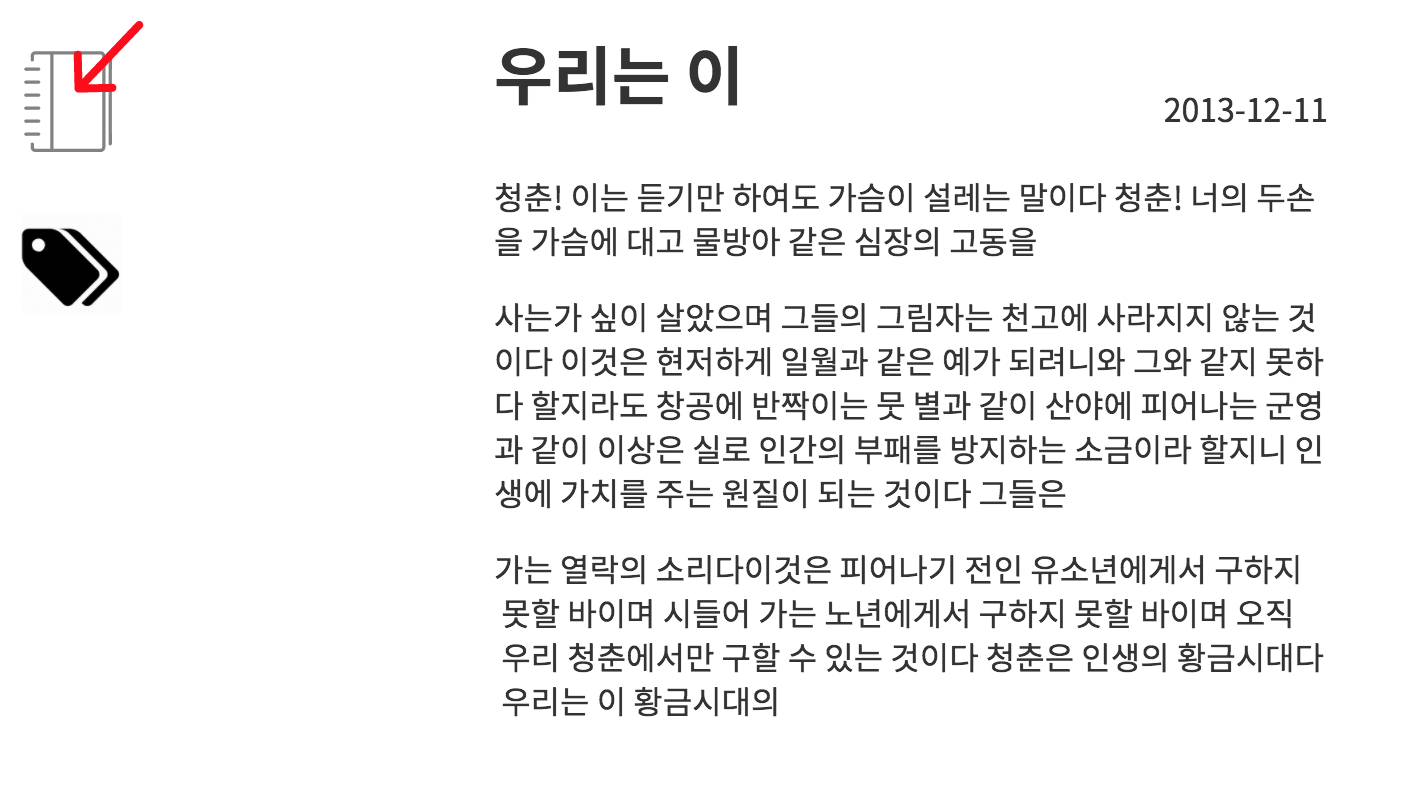 우리는 이
2013-12-11
청춘! 이는 듣기만 하여도 가슴이 설레는 말이다 청춘! 너의 두손
을 가슴에 대고 물방아 같은 심장의 고동을
사는가 싶이 살았으며 그들의 그림자는 천고에 사라지지 않는 것
이다 이것은 현저하게 일월과 같은 예가 되려니와 그와 같지 못하
다 할지라도 창공에 반짝이는 뭇 별과 같이 산야에 피어나는 군영
과 같이 이상은 실로 인간의 부패를 방지하는 소금이라 할지니 인
생에 가치를 주는 원질이 되는 것이다 그들은
가는 열락의 소리다이것은 피어나기 전인 유소년에게서 구하지
못할 바이며 시들어 가는 노년에게서 구하지 못할 바이며 오직
우리 청춘에서만 구할 수 있는 것이다 청춘은 인생의 황금시대다
우리는 이 황금시대의